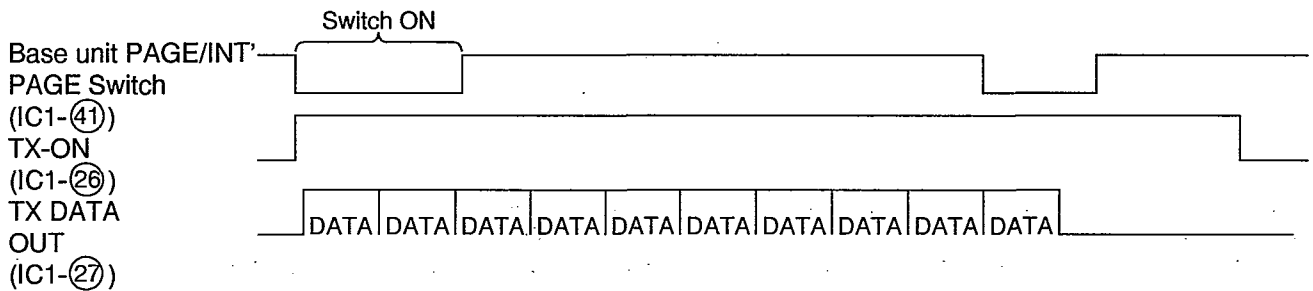 Switch ON
Base unit PAGE/INT'
PAGE Switch
(IC1-㊶)
TX-ON
(IC1-㉖)
TX DATA
OUT
(IC1-㉗)
DATA DATA DATA DATA DATA DATA DATA DATA DATA DATA